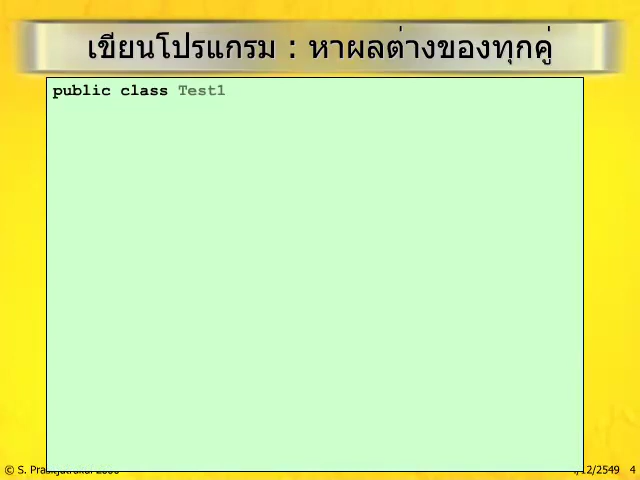 เขียนโปรแกรม : หาผลต่างของทุกคู่
public class Test1
© S.
/12/2549 4